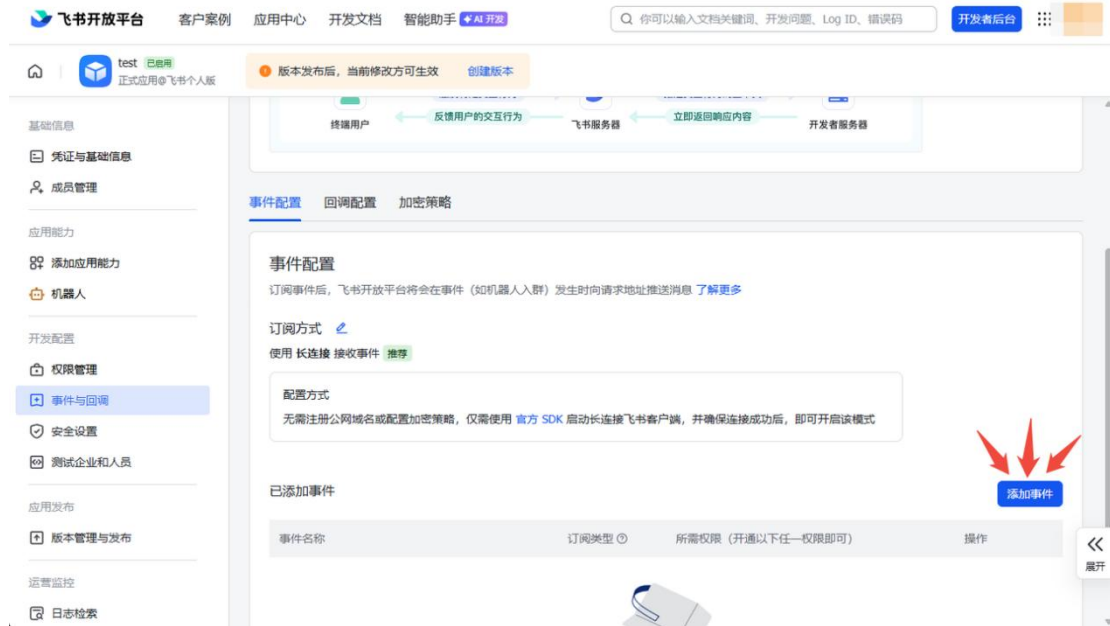 飞书开放平台 客户案例 应用中心 开发文档 智能助手 AI 开发 你可以输入文档关键词、开发问题、Log ID、错误码 开发者后台
test 已启用
正式应用@飞书个人版
版本发布后，当前修改方可生效 创建版本
反馈用户的交互行为 立即返回响应内容
终端用户 飞书服务器 开发者服务器
基础信息
凭证与基础信息
成员管理
应用能力
添加应用能力
机器人
开发配置
权限管理
事件与回调
安全设置
测试企业和人员
应用发布
版本管理与发布
运营监控
日志检索
事件配置 回调配置 加密策略
事件配置
订阅事件后，飞书开放平台将会在事件（如机器人入群）发生时向请求地址推送消息 了解更多
订阅方式
使用 长连接 接收事件 推荐
配置方式
无需注册公网域名或配置加密策略，仅需使用 官方 SDK 启动长连接飞书客户端，并确保连接成功后，即可开启该模式
已添加事件 添加事件
事件名称 订阅类型 所需权限（开通以下任一权限即可） 操作
展开